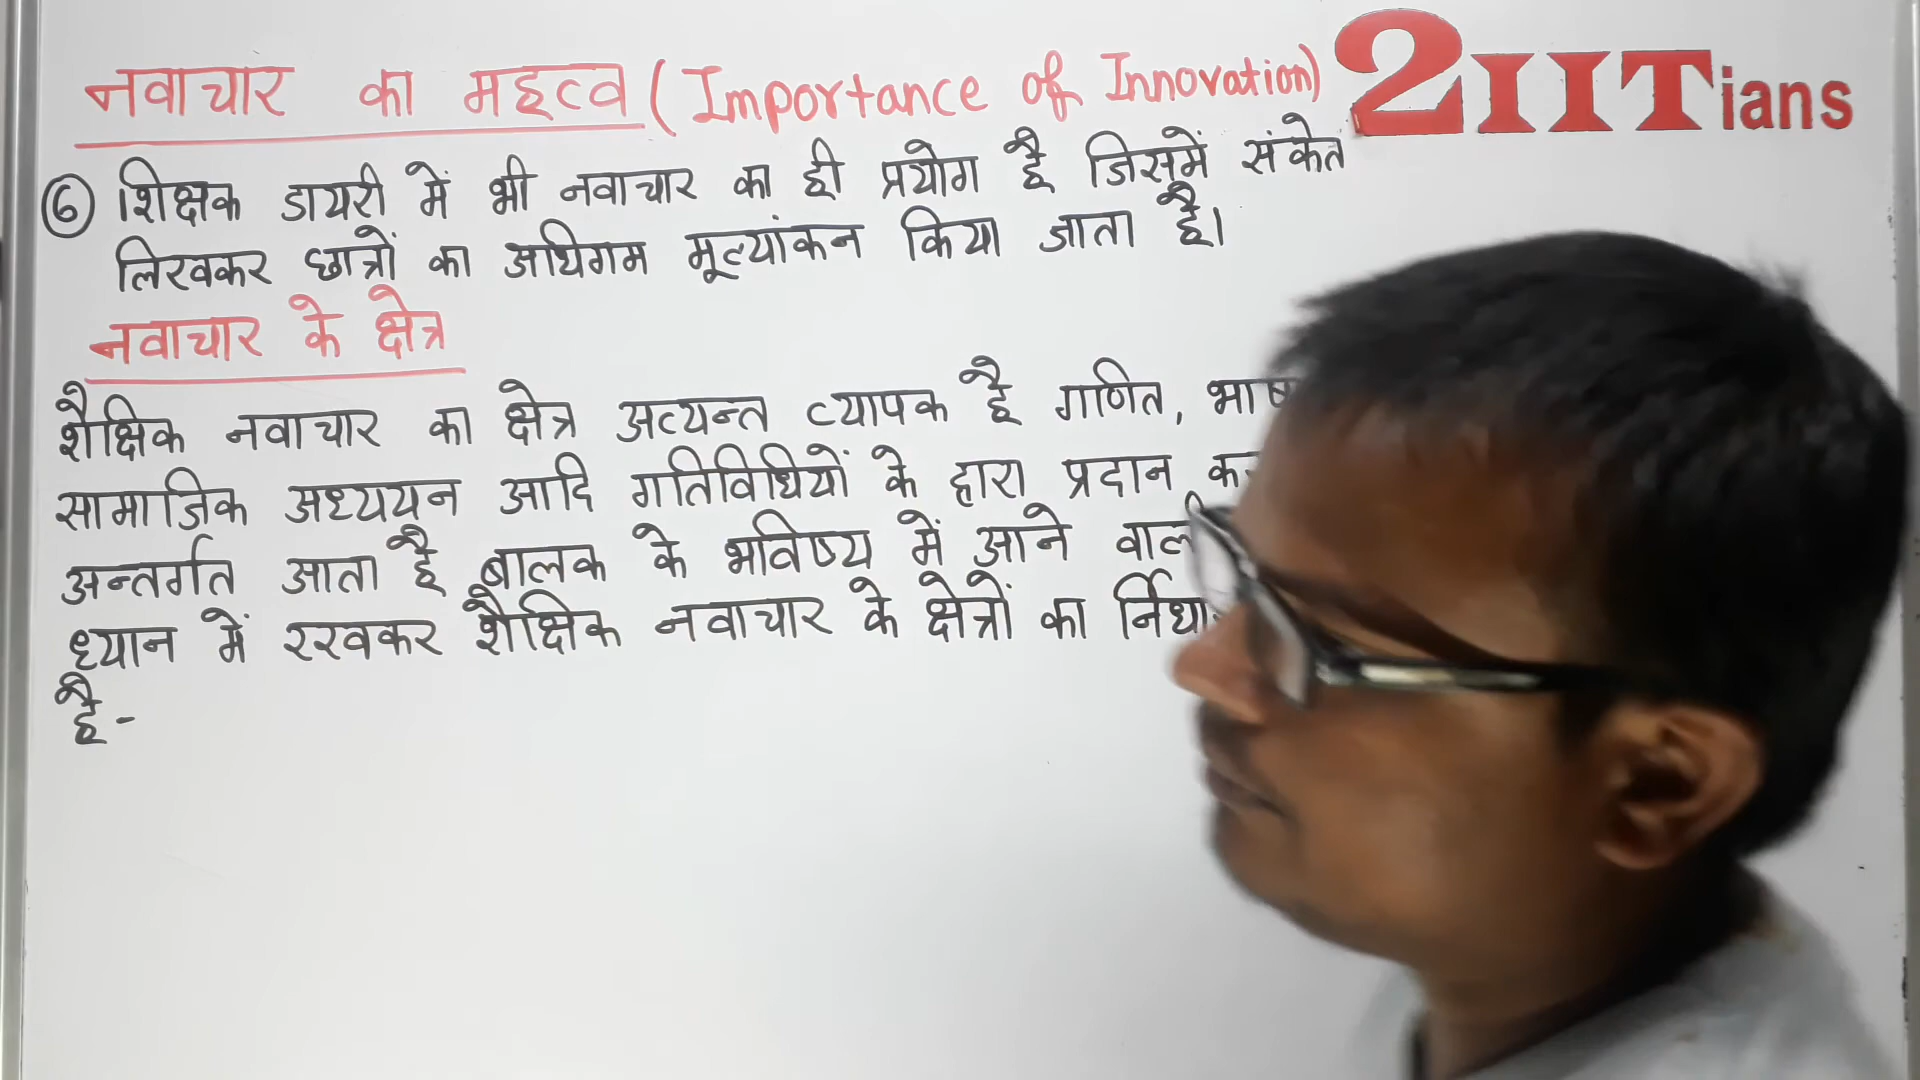 नवाचार का महत्व (Importance of Innovation)
2IITians
⑥ शिक्षक डायरी में भी नवाचार का ही प्रयोग है जिसमें संकेत
लिखकर छात्रों का अधिगम मूल्यांकन किया जाता है।
नवाचार के क्षेत्र
शैक्षिक नवाचार का क्षेत्र अत्यन्त व्यापक है गणित,
सामाजिक अध्ययन आदि गतिविधियों के द्वारा प्रदान
अन्तर्गत आता है बालक के भविष्य में आने
ध्यान में रखकर शैक्षिक नवाचार के क्षेत्रों का
है -